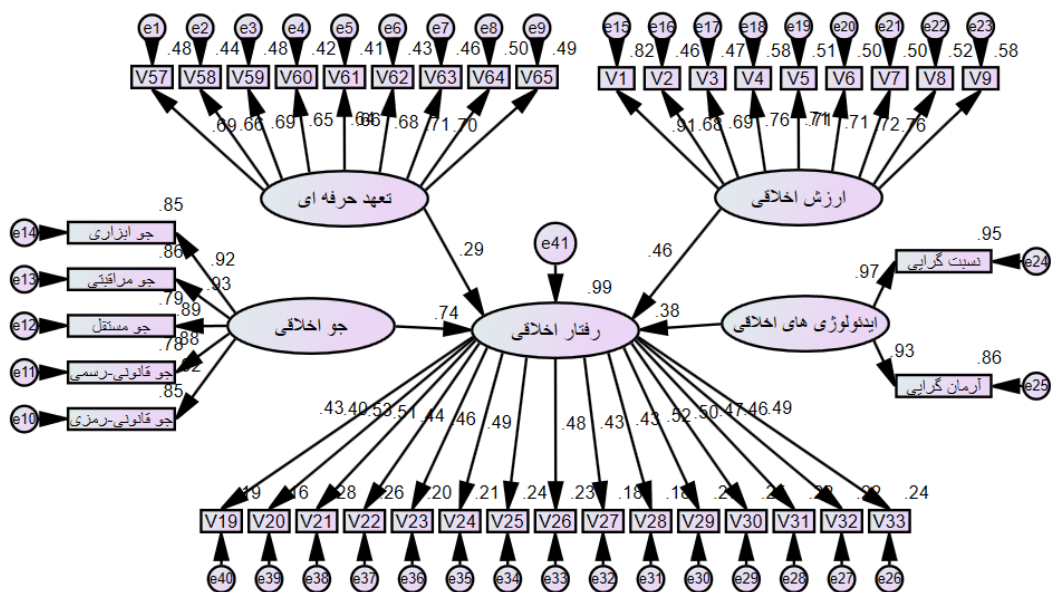 e1 e2 e3 e4 e5 e6 e7 e8 e9
.48 .44 .48 .42 .41 .43 .46 .50 .49
V57 V58 V59 V60 V61 V62 V63 V64 V65
.69 .66 .69 .65 .64 .66 .68 .71 .70
تعهد حرفه ای
e15 e16 e17 e18 e19 e20 e21 e22 e23
.82 .46 .47 .58 .51 .50 .50 .52 .58
V1 V2 V3 V4 V5 V6 V7 V8 V9
.91 .68 .69 .76 .71 .71 .72 .76
ارزش اخلاقی
.29
.46
e41
.99
e14 جو ابزاری .85
e13 جو مراقبتی .86
e12 جو مستقل .79
e11 جو قانونی-رسمی .78
e10 جو قانونی-رمزی .85
.92
.93
.89
.88
جو اخلاقی
.74
رفتار اخلاقی
.38
ایدئولوژی های اخلاقی
.97
.93
نسبت گرایی .95 e24
آرمان گرایی .86 e25
.43 .40 .53 .51 .44 .46 .49 .48 .43 .43 .52 .50 .47 .46 .49
.19 .16 .28 .26 .20 .21 .24 .23 .18 .18 .22 .24
V19 V20 V21 V22 V23 V24 V25 V26 V27 V28 V29 V30 V31 V32 V33
e40 e39 e38 e37 e36 e35 e34 e33 e32 e31 e30 e29 e28 e27 e26